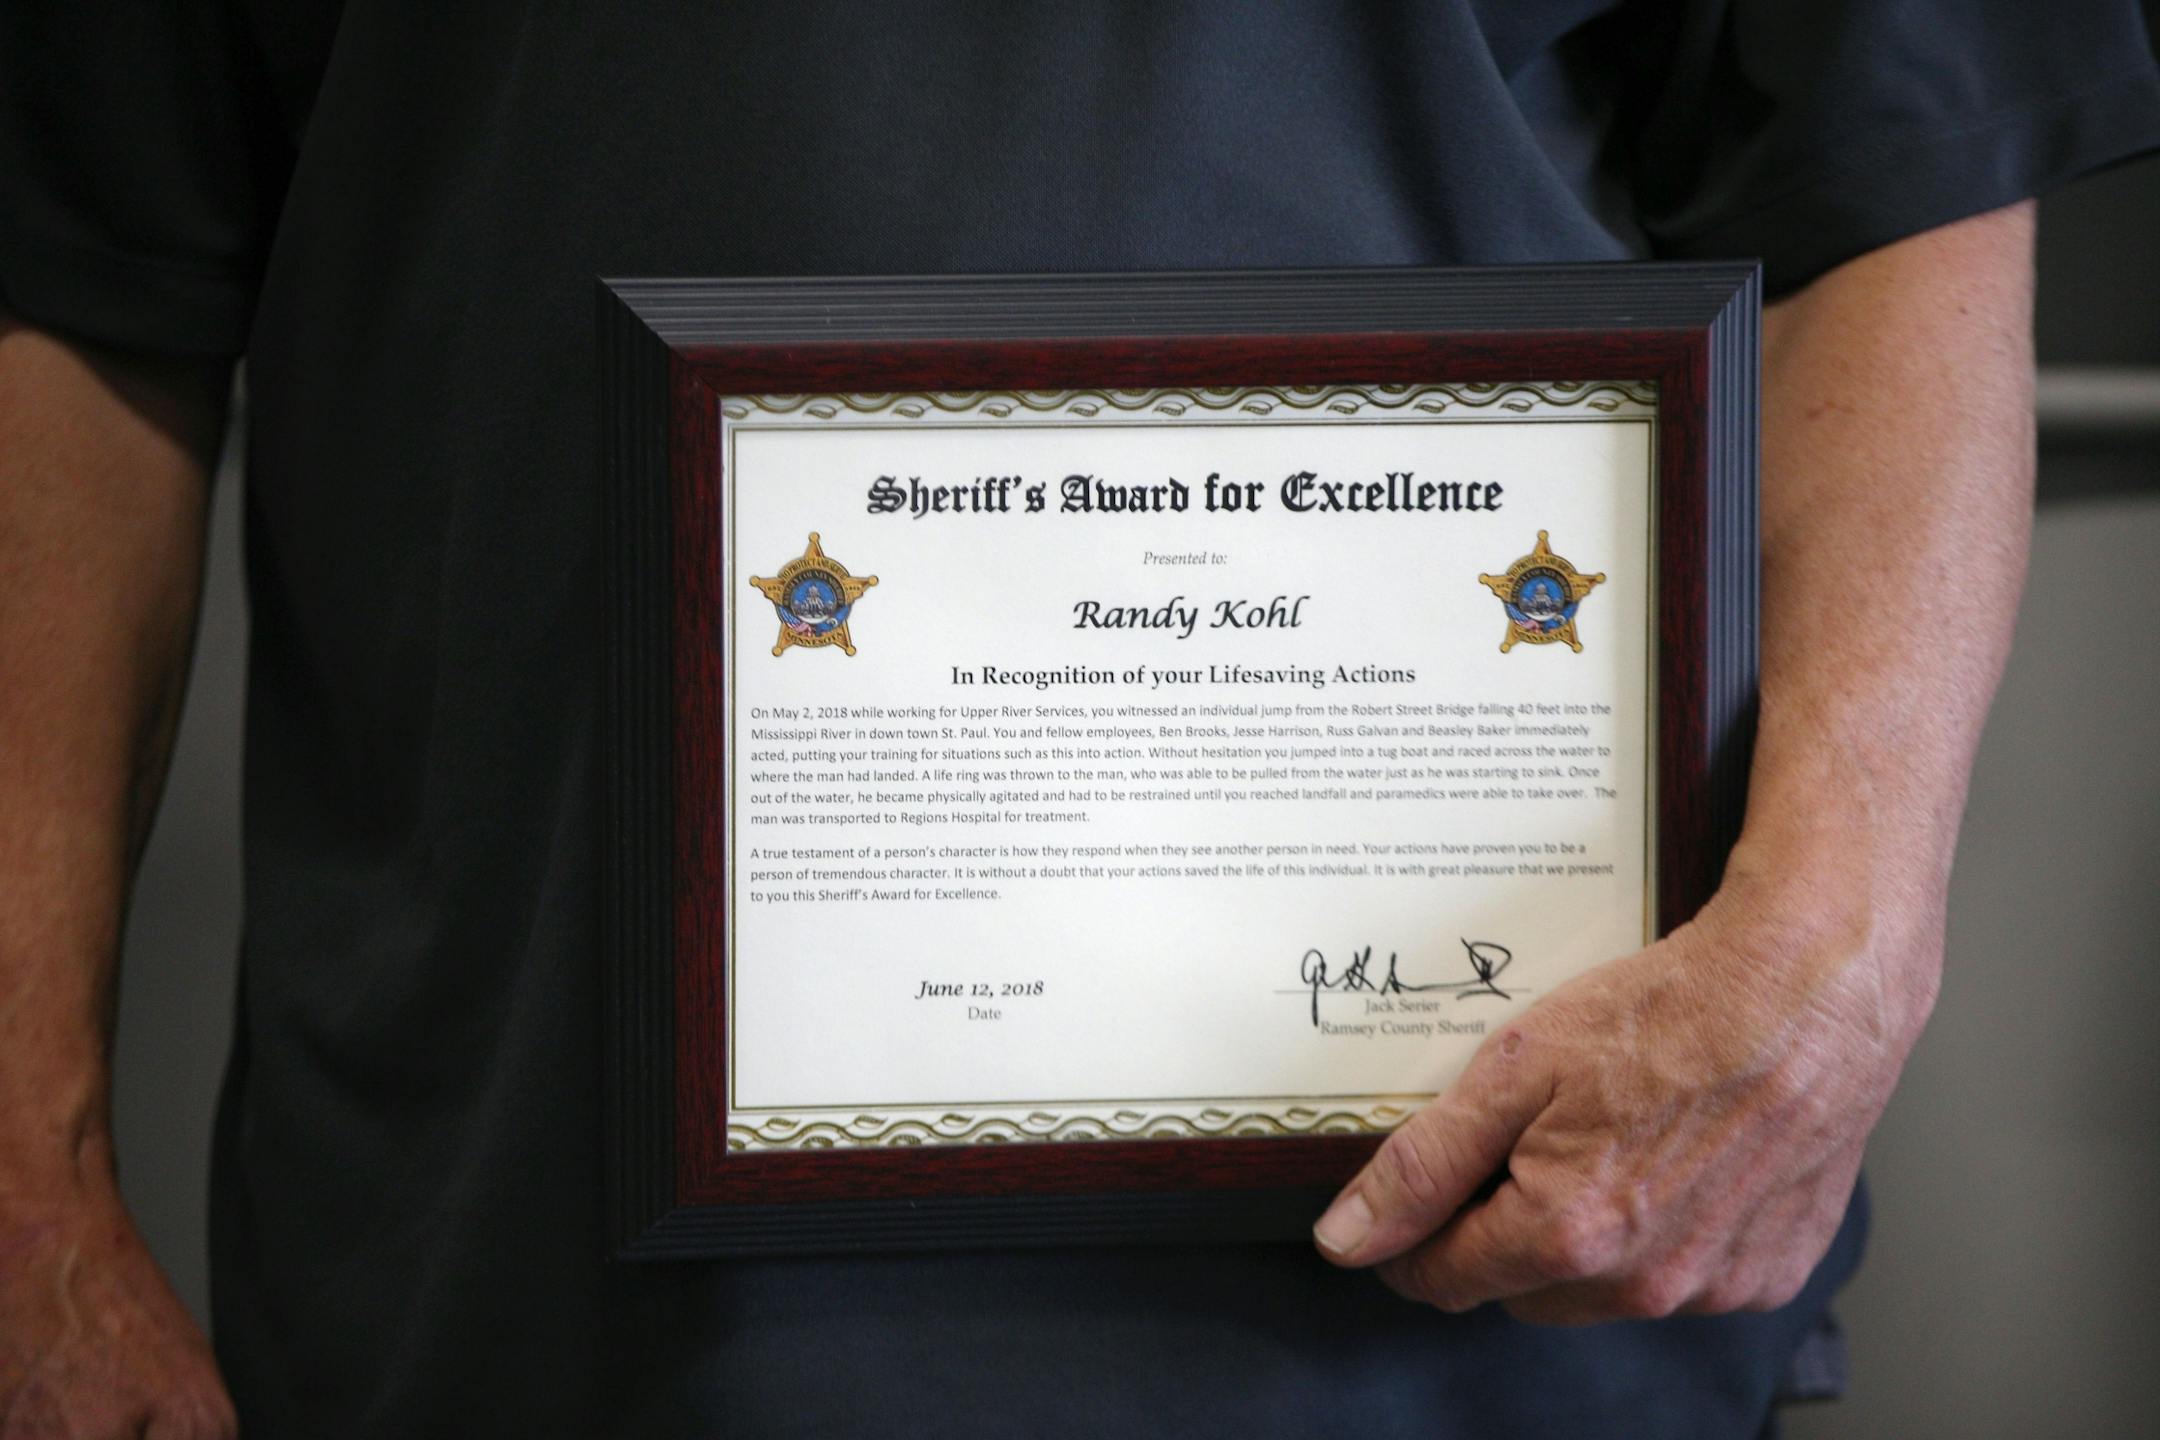 Sheriff's Award for Excellence
Presented to:
Randy Kohl
In Recognition of your Lifesaving Actions
On May 2, 2018 while working for Upper River Services, you witnessed an individual jump from the Robert Street Bridge falling 40 feet into the
Mississippi River in down town St. Paul. You and fellow employees, Ben Brooks, Jesse Harrison, Russ Galvan and Beasley Baker immediately
acted, putting your training for situations such as this into action. Without hesitation you jumped into a tug boat and raced across the water to
where the man had landed. A life ring was thrown to the man, who was able to be pulled from the water just as he was starting to sink. Once
out of the water, he became physically agitated and had to be restrained until you reached landfall and paramedics were able to take over. The
man was transported to Regions Hospital for treatment.
A true testament of a person's character is how they respond when they see another person in need. Your actions have proven you to be a
person of tremendous character. It is without a doubt that your actions saved the life of this individual. It is with great pleasure that we present
to you this Sheriff's Award for Excellence.
June 12, 2018
Date
Jack Serier
Ramsey County Sheriff
MINNESOTA
MINNESOTA